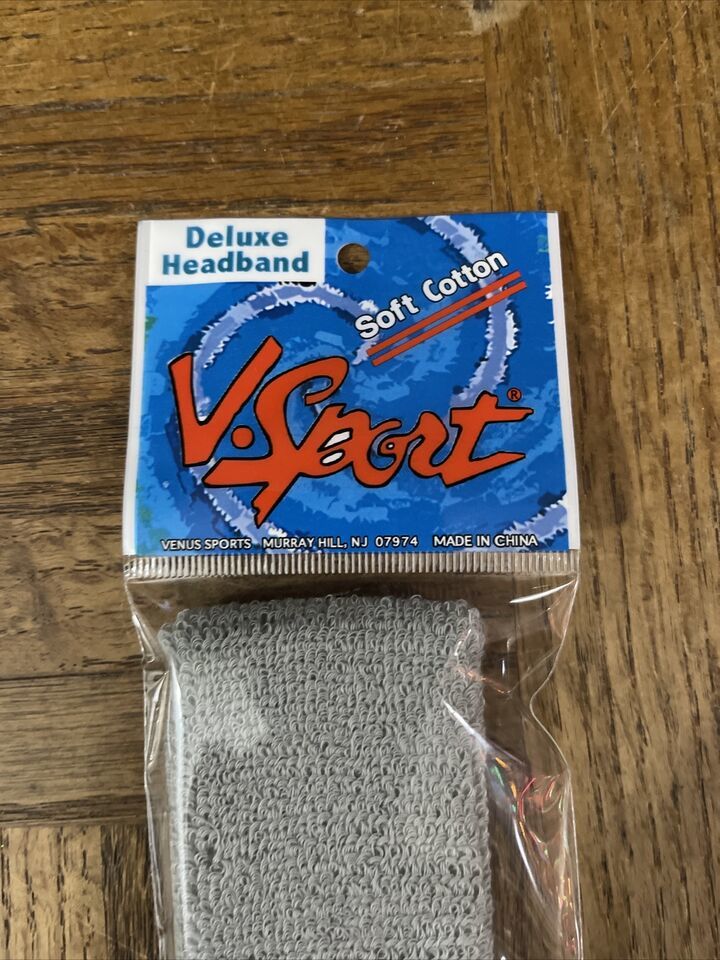 Deluxe
Headband
Soft Cotton
V·Sport®
VENUS SPORTS MURRAY HILL, NJ 07974 MADE IN CHINA